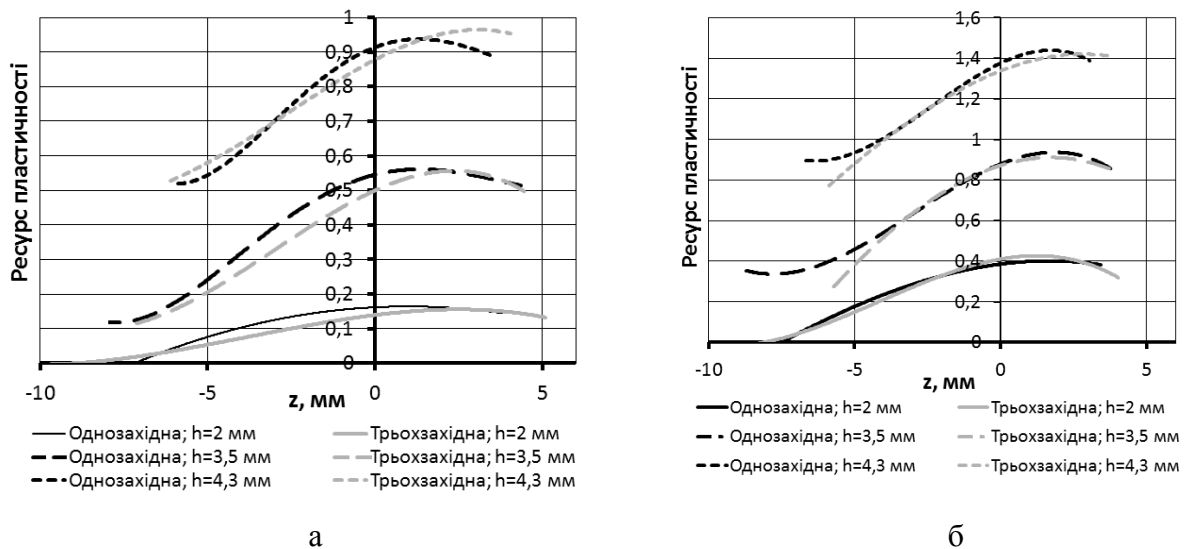 Ресурс пластичності
1
0,9
0,8
0,7
0,6
0,5
0,4
0,3
0,2
0,1
0
-10
-5
0
5
z, мм
Однозахідна; h=2 мм
Трьохзахідна; h=2 мм
Однозахідна; h=3,5 мм
Трьохзахідна; h=3,5 мм
Однозахідна; h=4,3 мм
Трьохзахідна; h=4,3 мм
а
Ресурс пластичності
1,6
1,4
1,2
1
0,8
0,6
0,4
0,2
0
-10
-5
0
5
z, мм
Однозахідна; h=2 мм
Трьохзахідна; h=2 мм
Однозахідна; h=3,5 мм
Трьохзахідна; h=3,5 мм
Однозахідна; h=4,3 мм
Трьохзахідна; h=4,3 мм
б